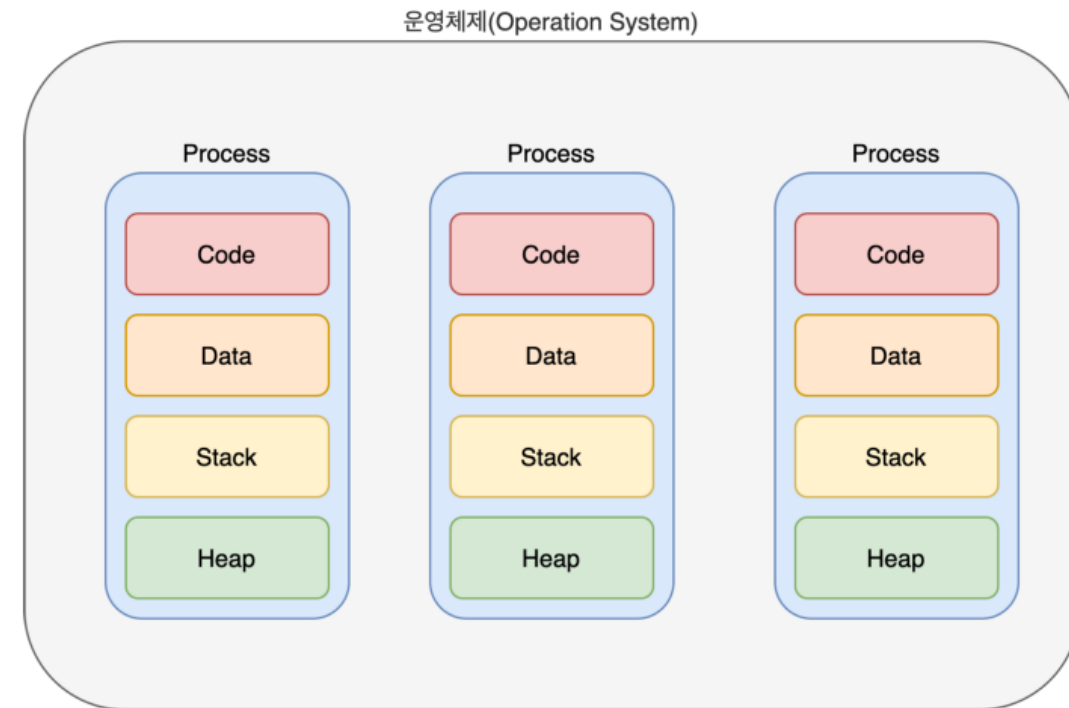 운영체제(Operation System)
Process Process Process
Code Code Code
Data Data Data
Stack Stack Stack
Heap Heap Heap